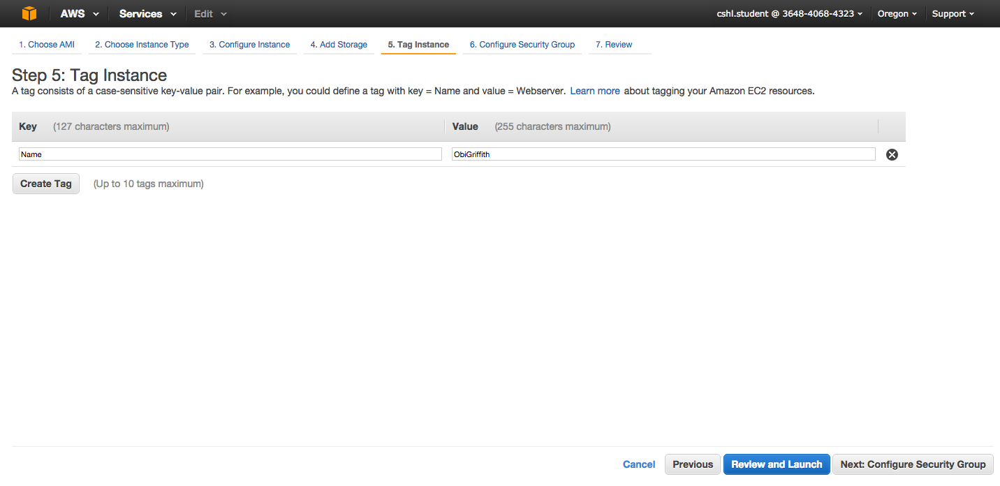 AWS Services Edit cshl.student @ 3648-4068-4323 Oregon Support
1. Choose AMI 2. Choose Instance Type 3. Configure Instance 4. Add Storage 5. Tag Instance 6. Configure Security Group 7. Review
Step 5: Tag Instance
A tag consists of a case-sensitive key-value pair. For example, you could define a tag with key = Name and value = Webserver. Learn more about tagging your Amazon EC2 resources.
Key (127 characters maximum) Value (255 characters maximum)
Name ObiGriffith
Create Tag (Up to 10 tags maximum)
Cancel Previous Review and Launch Next: Configure Security Group